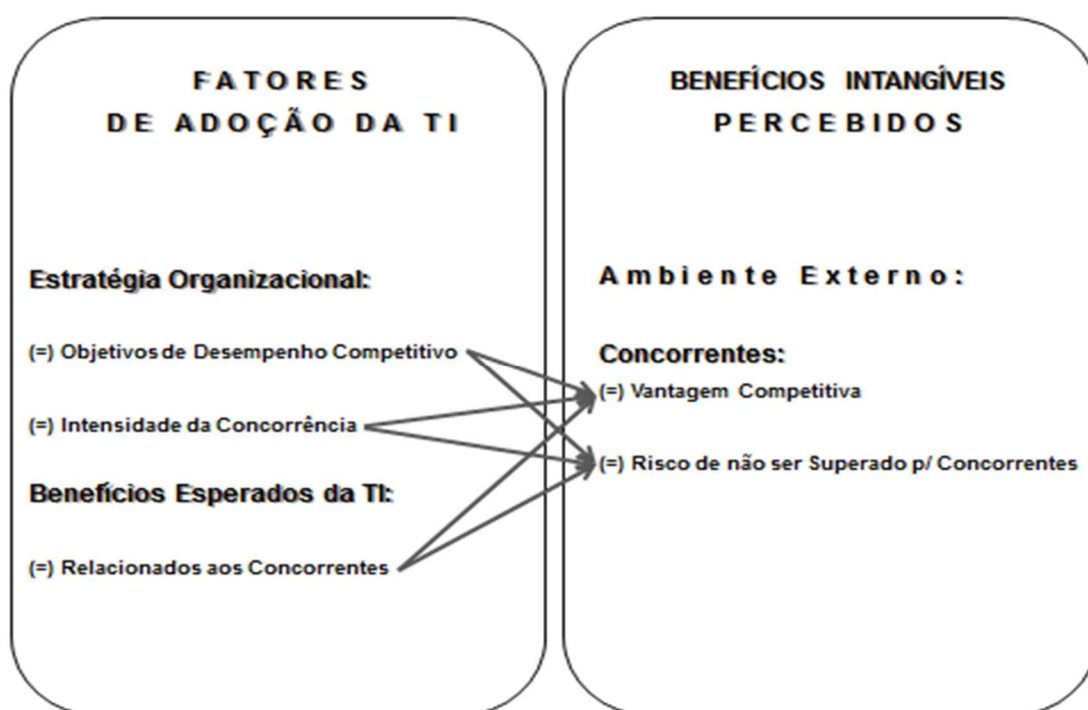 FATORES
DE ADOÇÃO DA TI
Estratégia Organizacional:
(=) Objetivos de Desempenho Competitivo
(=) Intensidade da Concorrência
Benefícios Esperados da TI:
(=) Relacionados aos Concorrentes
BENEFÍCIOS INTANGÍVEIS
PERCEBIDOS
Ambiente Externo:
Concorrentes:
(=) Vantagem Competitiva
(=) Risco de não ser Superado p/ Concorrentes